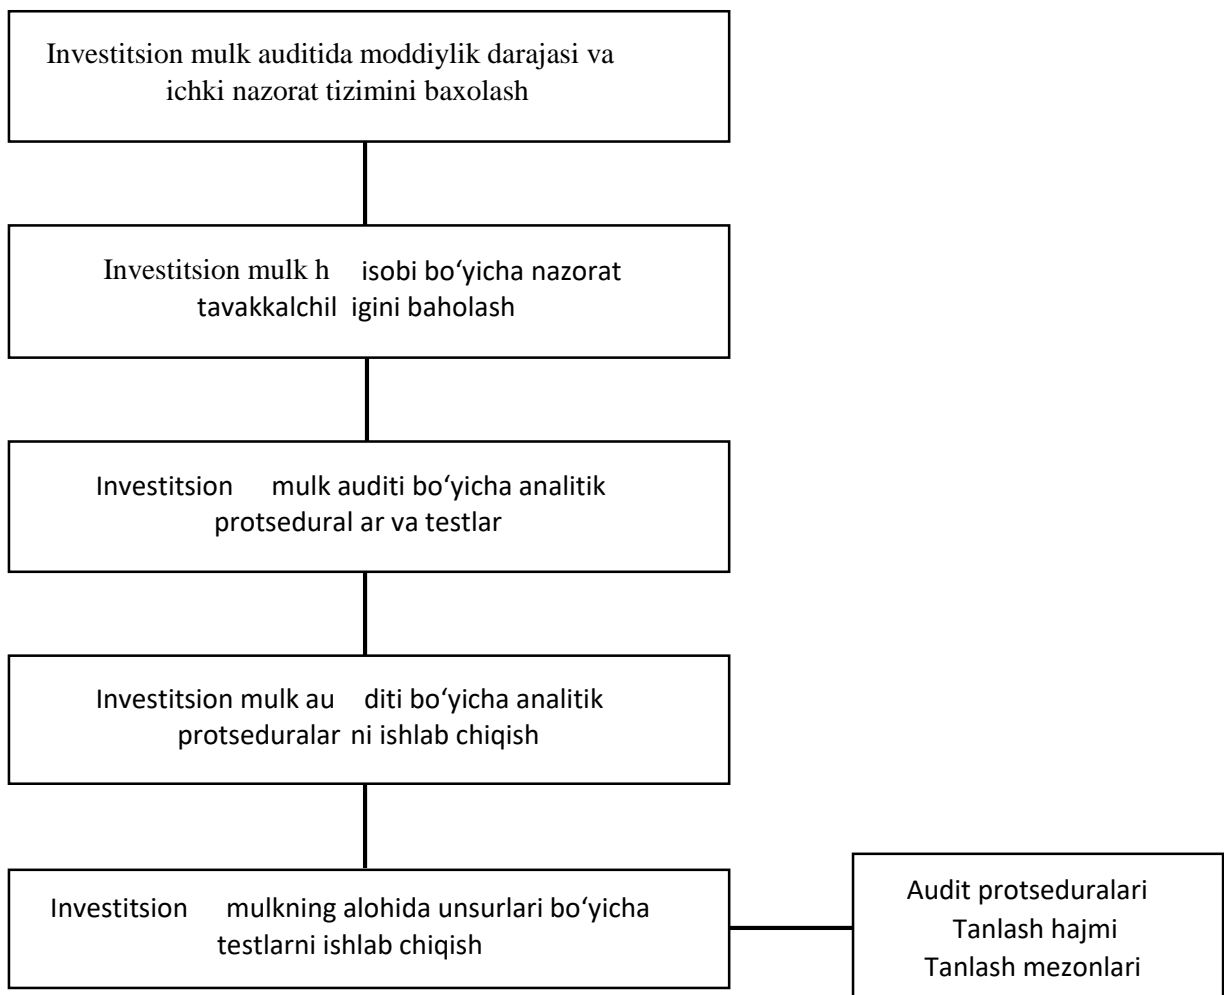 Investitsion mulk auditida moddiylik darajasi va
ichki nazorat tizimini baxolash
Investitsion mulk h isobi bo‘yicha nazorat
tavakkalchil igini baholash
Investitsion mulk auditi bo‘yicha analitik
protsedural ar va testlar
Investitsion mulk au diti bo‘yicha analitik
protseduralar ni ishlab chiqish
Investitsion mulkning alohida unsurlari bo‘yicha
testlarni ishlab chiqish
Audit protseduralari
Tanlash hajmi
Tanlash mezonlari